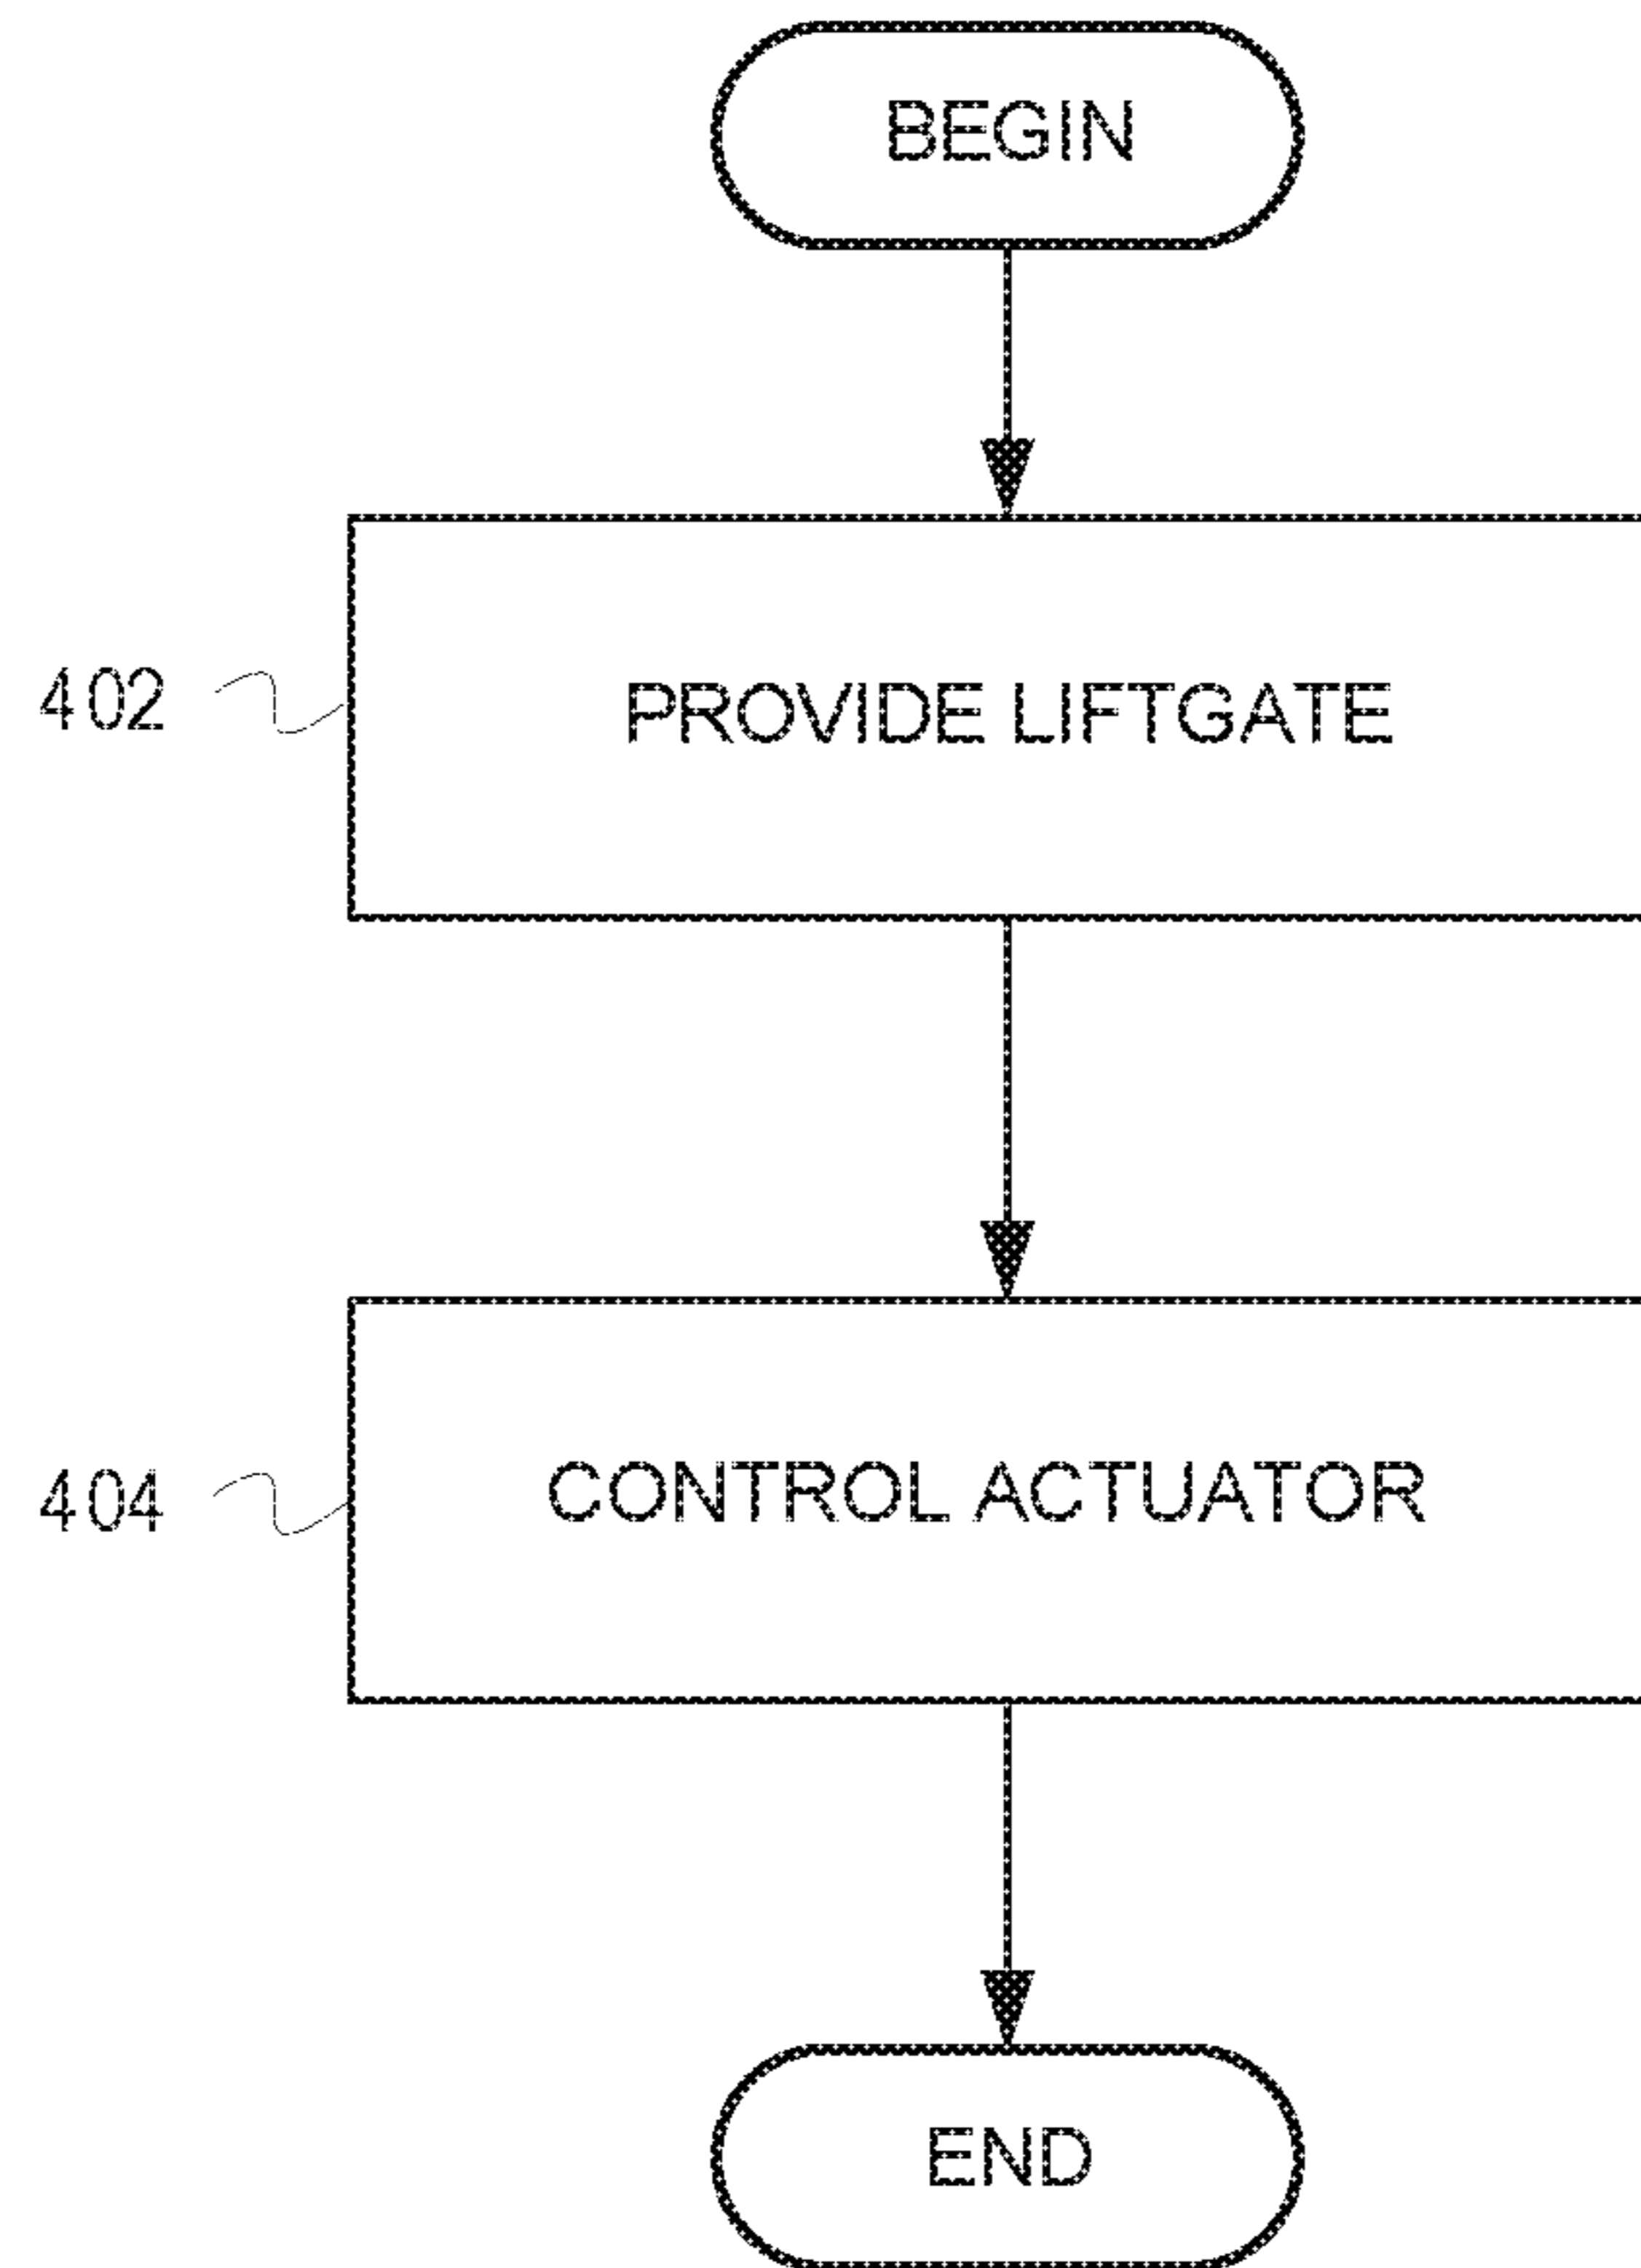 BEGIN
402
PROVIDE LIFTGATE
404
CONTROL ACTUATOR
END